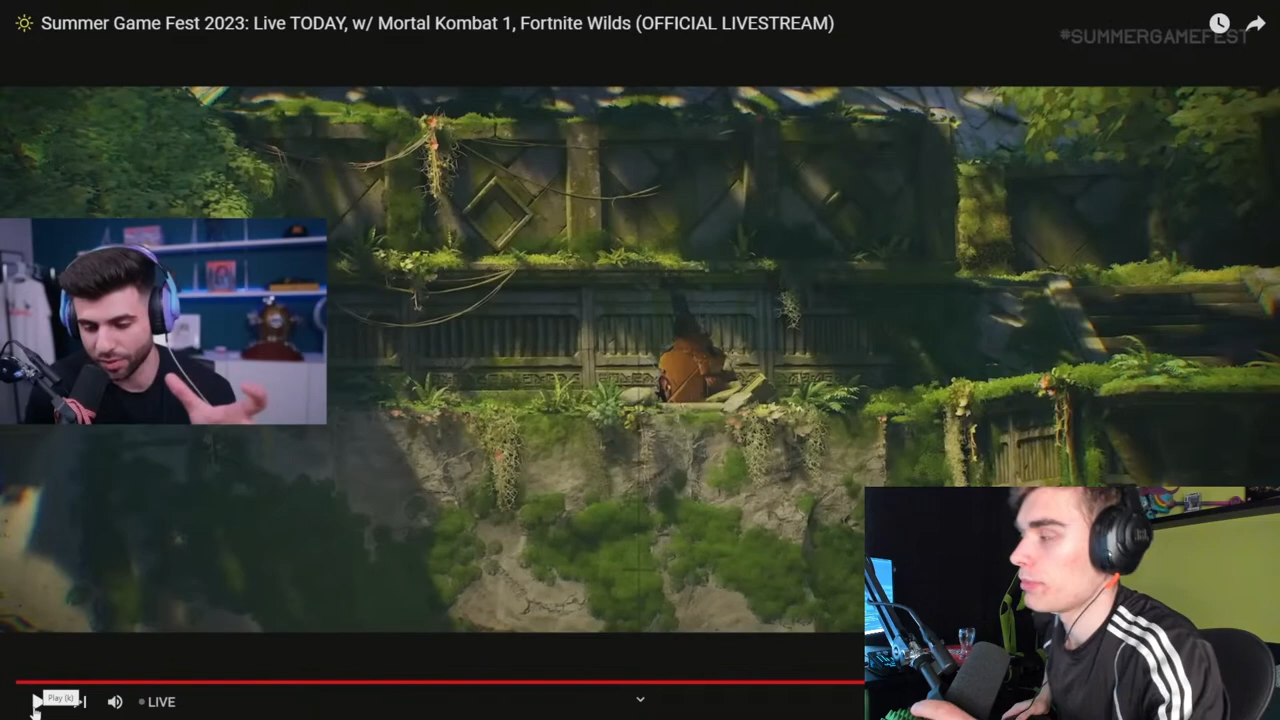 Summer Game Fest 2023: Live TODAY, w/ Mortal Kombat 1, Fortnite Wilds (OFFICIAL LIVESTREAM)
#SUMMERGAMEFEST
Play (k)
LIVE